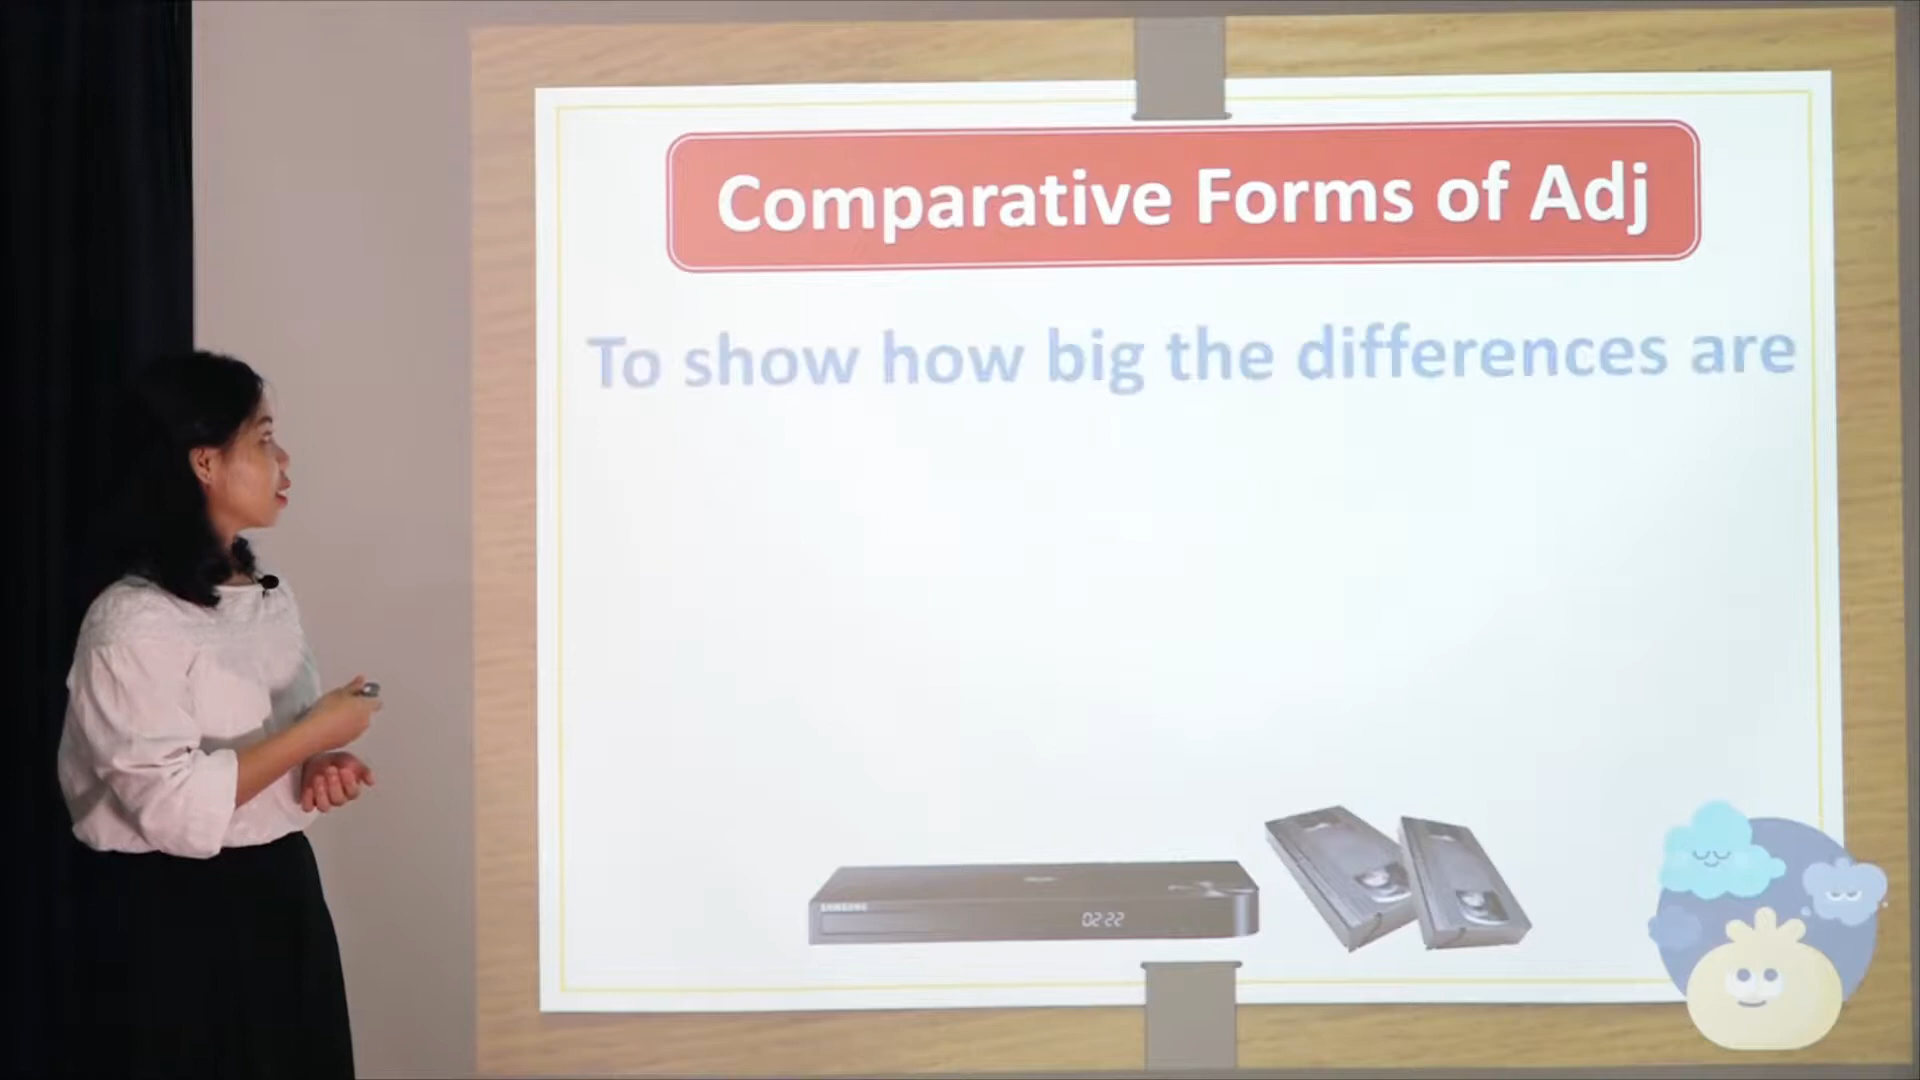 Comparative Forms of Adj
To show how big the differences are
SAMSUNG
02:22